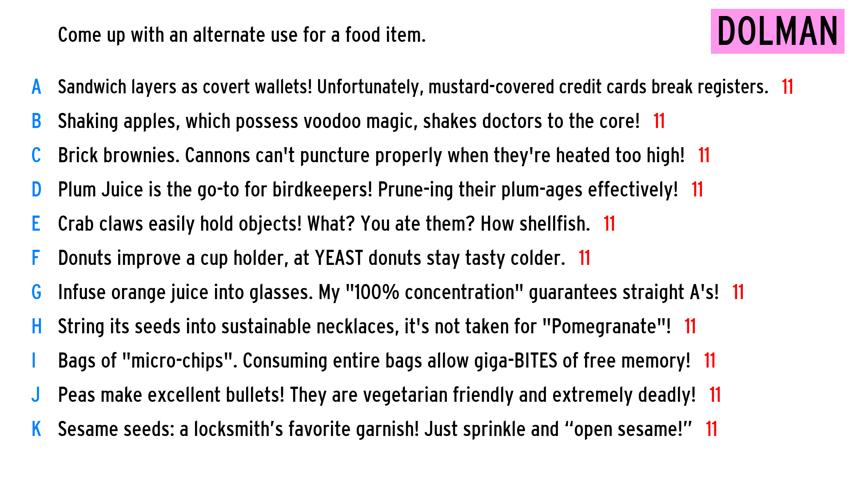 Come up with an alternate use for a food item.
DOLMAN
A Sandwich layers as covert wallets! Unfortunately, mustard-covered credit cards break registers. 11
B Shaking apples, which possess voodoo magic, shakes doctors to the core! 11
C Brick brownies. Cannons can't puncture properly when they're heated too high! 11
D Plum Juice is the go-to for birdkeepers! Prune-ing their plum-ages effectively! 11
E Crab claws easily hold objects! What? You ate them? How shellfish. 11
F Donuts improve a cup holder, at YEAST donuts stay tasty colder. 11
G Infuse orange juice into glasses. My "100% concentration" guarantees straight A's! 11
H String its seeds into sustainable necklaces, it's not taken for "Pomegranate"! 11
I Bags of "micro-chips". Consuming entire bags allow giga-BITES of free memory! 11
J Peas make excellent bullets! They are vegetarian friendly and extremely deadly! 11
K Sesame seeds: a locksmith’s favorite garnish! Just sprinkle and “open sesame!” 11